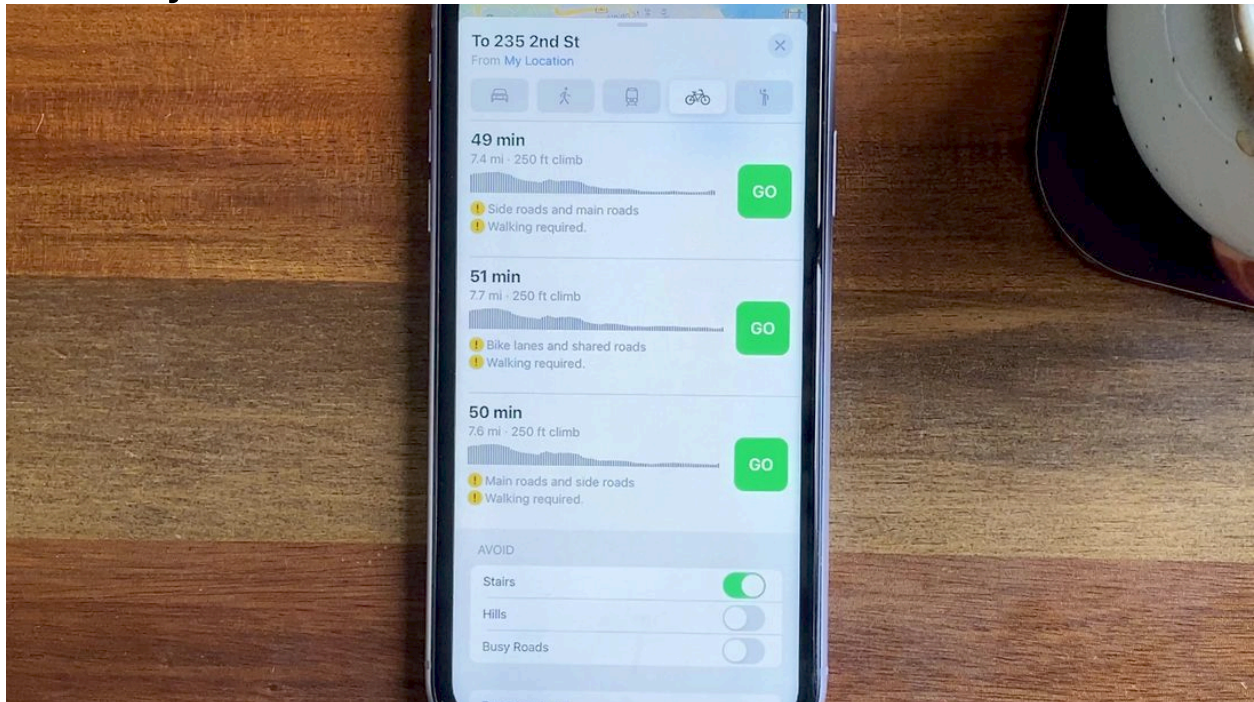 To 235 2nd St
From My Location
49 min
7.4 mi · 250 ft climb
GO
! Side roads and main roads
! Walking required.
51 min
7.7 mi · 250 ft climb
GO
! Bike lanes and shared roads
! Walking required.
50 min
7.6 mi · 250 ft climb
GO
! Main roads and side roads
! Walking required.
AVOID
Stairs
Hills
Busy Roads